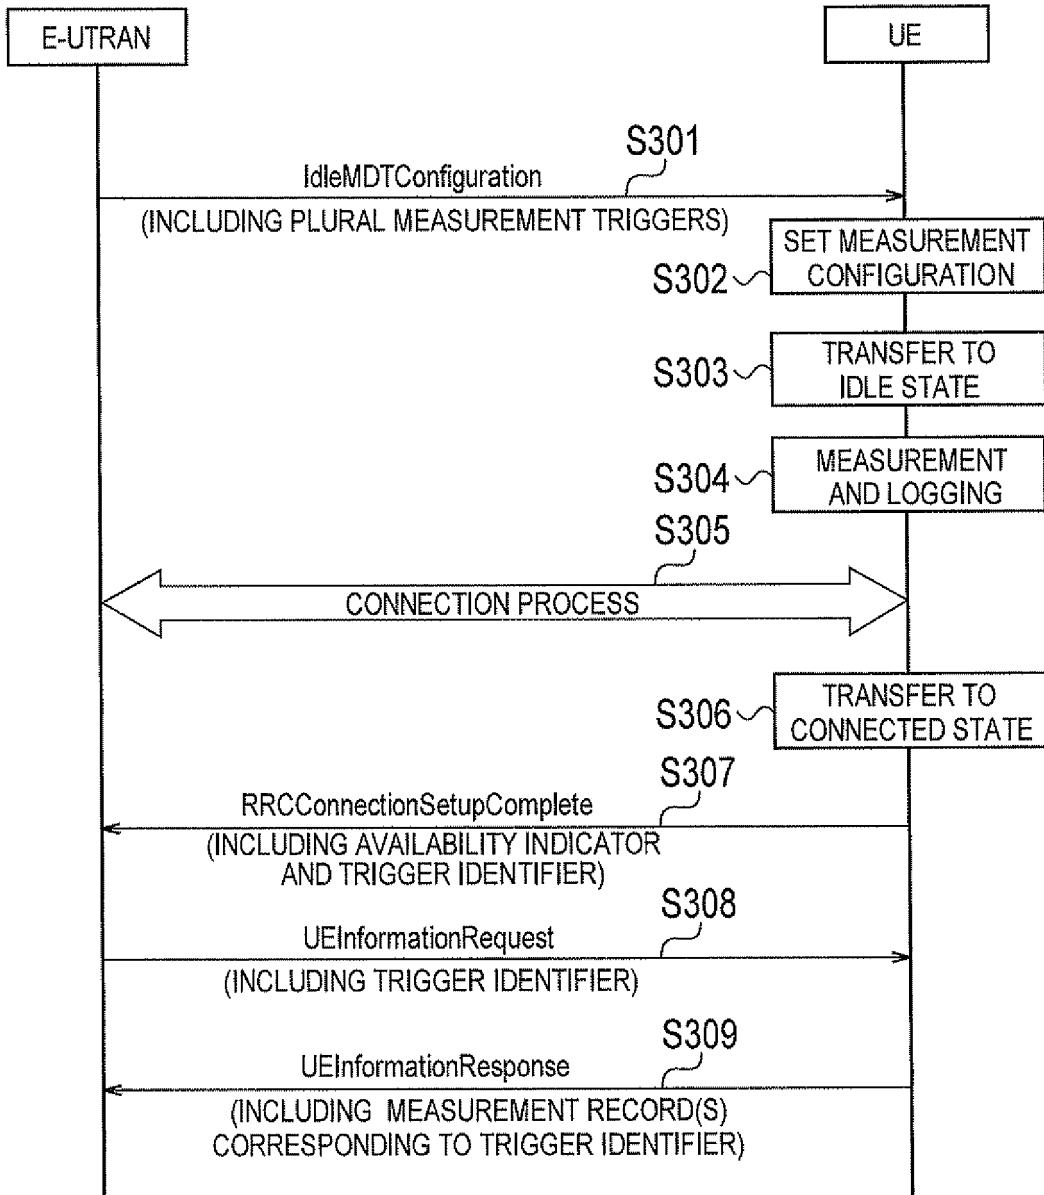 E-UTRAN
UE
S301
IdleMDTConfiguration
(INCLUDING PLURAL MEASUREMENT TRIGGERS)
SET MEASUREMENT
CONFIGURATION
S302
TRANSFER TO
IDLE STATE
S303
MEASUREMENT
AND LOGGING
S304
S305
CONNECTION PROCESS
TRANSFER TO
CONNECTED STATE
S306
S307
RRCConnectionSetupComplete
(INCLUDING AVAILABILITY INDICATOR
AND TRIGGER IDENTIFIER)
S308
UEInformationRequest
(INCLUDING TRIGGER IDENTIFIER)
S309
UEInformationResponse
(INCLUDING MEASUREMENT RECORD(S)
CORRESPONDING TO TRIGGER IDENTIFIER)